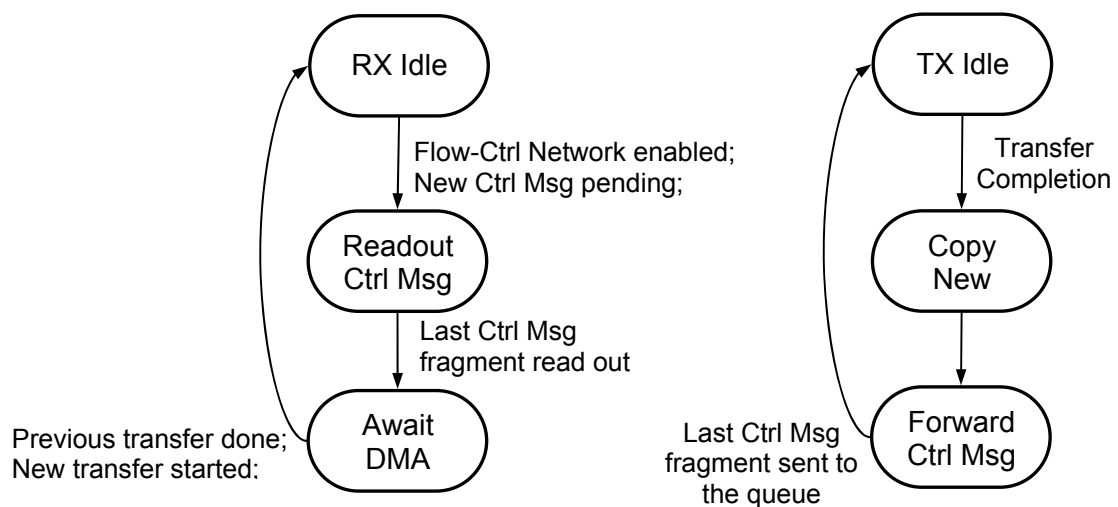 RX Idle
Flow-Ctrl Network enabled;
New Ctrl Msg pending;
Readout
Ctrl Msg
Last Ctrl Msg
fragment read out
Await
DMA
Previous transfer done;
New transfer started;
TX Idle
Transfer
Completion
Copy
New
Forward
Ctrl Msg
Last Ctrl Msg
fragment sent to
the queue